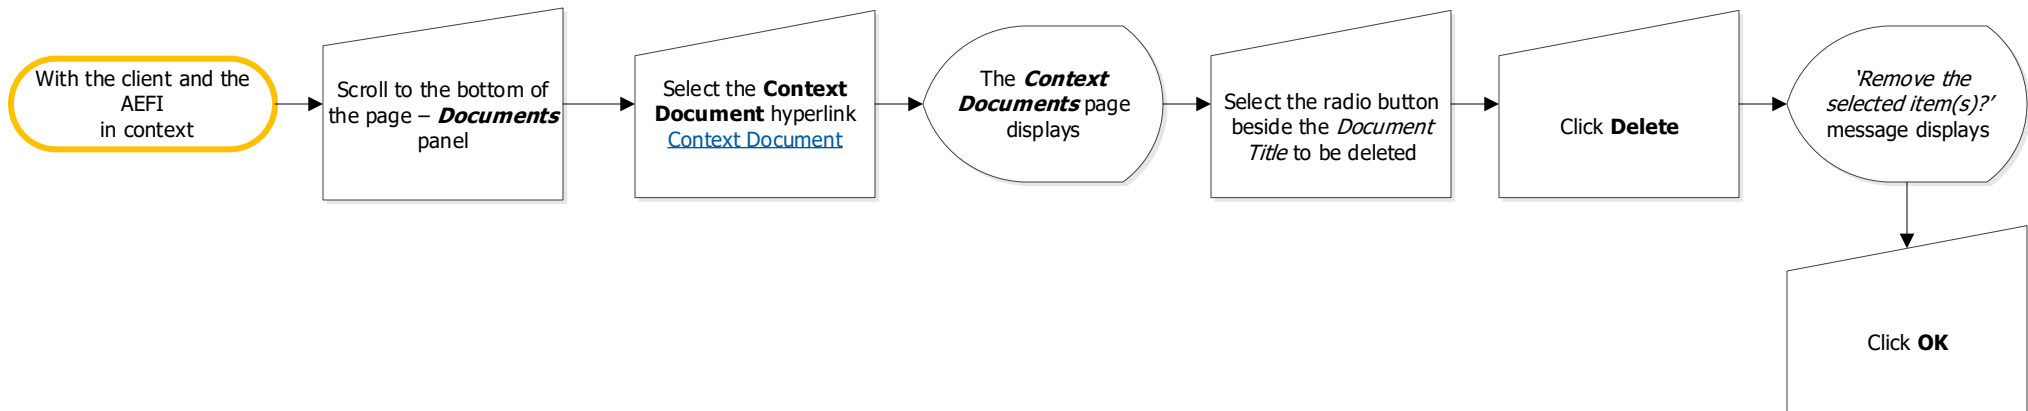 With the client and the
AEFI
in context
Scroll to the bottom of
the page – Documents
panel
Select the Context
Document hyperlink
Context Document
The Context
Documents page
displays
Select the radio button
beside the Document
Title to be deleted
Click Delete
‘Remove the
selected item(s)?’
message displays
Click OK